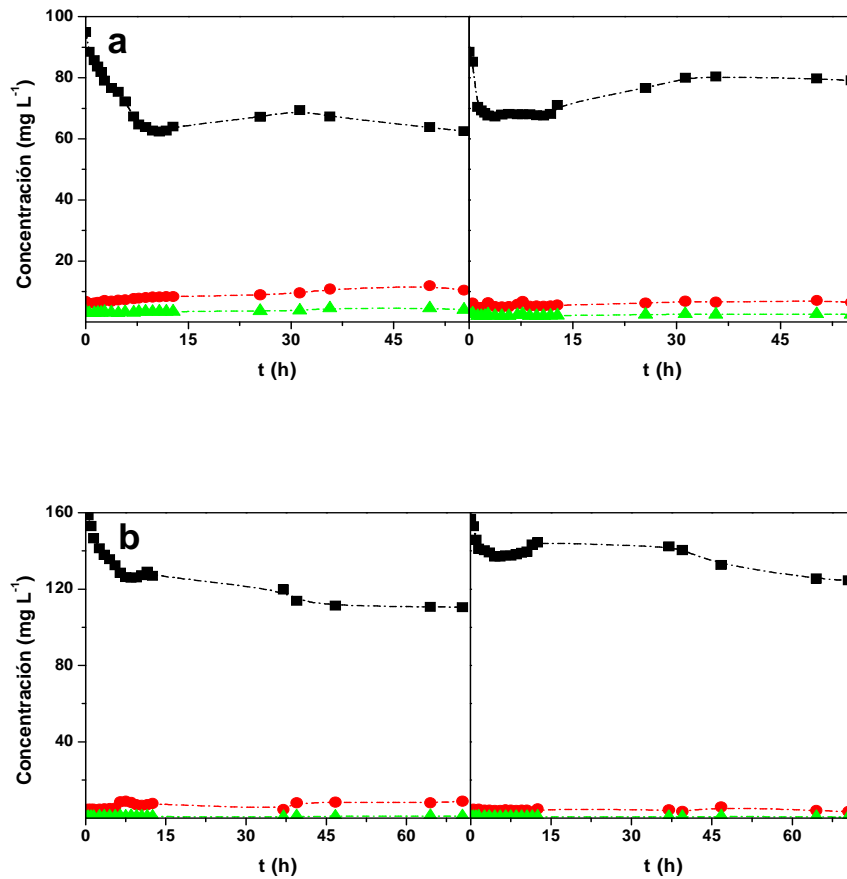 100
80
60
40
20
Concentración (mg L⁻¹)
a
0 15 30 45 0 15 30 45
t (h) t (h)
160
120
80
40
Concentración (mg L⁻¹)
b
0 15 30 45 60 0 15 30 45 60
t (h) t (h)